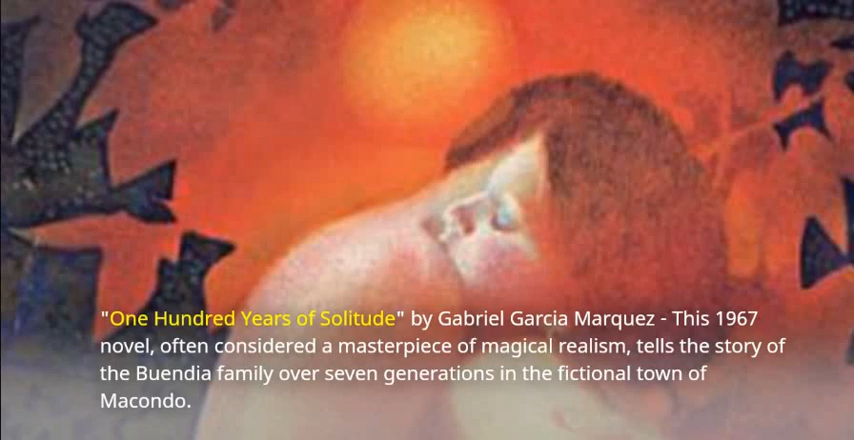 "One Hundred Years of Solitude" by Gabriel Garcia Marquez - This 1967
novel, often considered a masterpiece of magical realism, tells the story of
the Buendia family over seven generations in the fictional town of
Macondo.